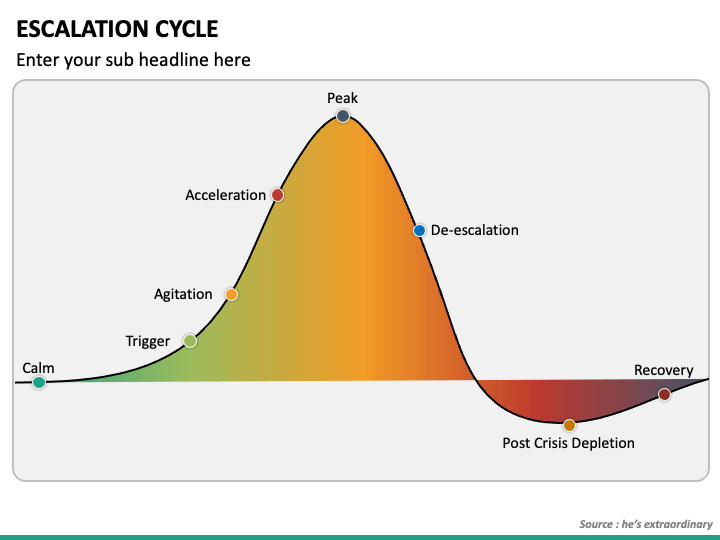 ESCALATION CYCLE
Enter your sub headline here
Peak
Acceleration
De-escalation
Agitation
Trigger
Calm
Recovery
Post Crisis Depletion
Source : he's extraordinary